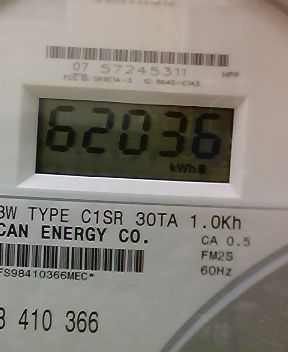 07 57245311 HPP
62036
kWh
3W TYPE C1SR 30TA 1.0Kh
CAN ENERGY CO. CA 0.5
FM2S
FS98410366MEC* 60Hz
410 366